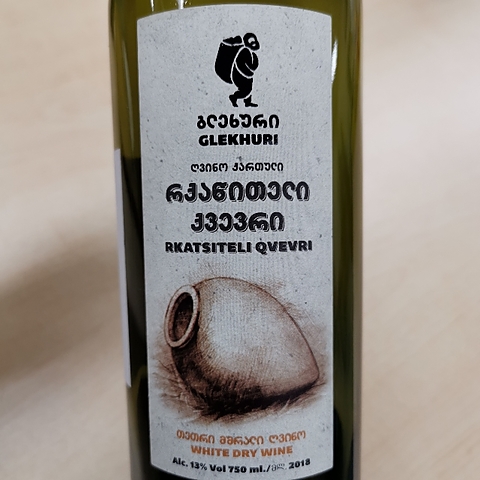 გლეხური
GLEKHURI
ღვინო ქართული
რქაწითელი
ქვევრი
RKATSITELI QVEVRI
თეთრი მშრალი ღვინო
WHITE DRY WINE
Alc. 13% Vol 750 ml./მლ. 2018